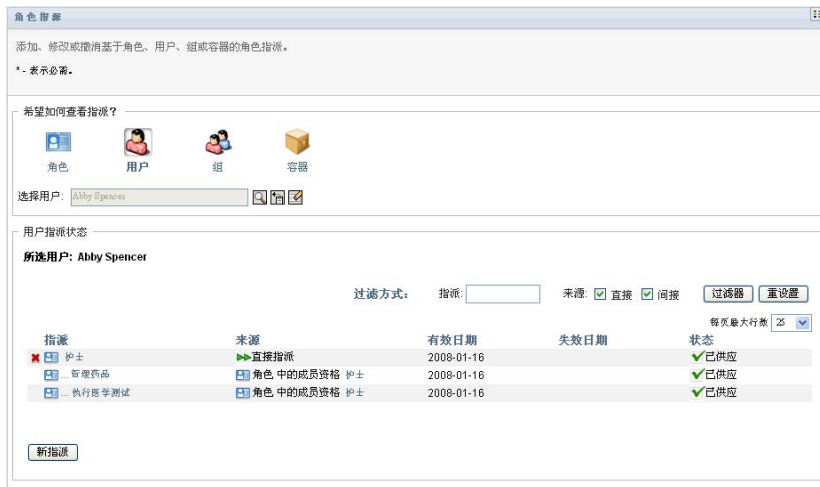 角色指派
添加、修改或撤消基于角色、用户、组或容器的角色指派。
* - 表示必需。
希望如何查看指派？
角色 用户 组 容器
选择用户: Abby Spencer
用户指派状态
所选用户: Abby Spencer
过滤方式： 指派: 来源: 直接 间接 过滤器 重设置
每页最大行数 25
指派 来源 有效日期 失效日期 状态
护士 直接指派 2008-01-16 已供应
... 管理药品 角色 中的成员资格 护士 2008-01-16 已供应
... 执行医学测试 角色 中的成员资格 护士 2008-01-16 已供应
新指派